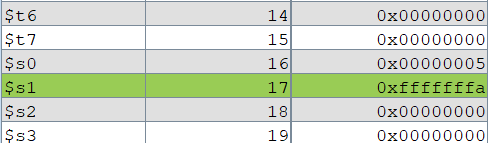 $t6 14 0x00000000
$t7 15 0x00000000
$s0 16 0x00000005
$s1 17 0xfffffffa
$s2 18 0x00000000
$s3 19 0x00000000